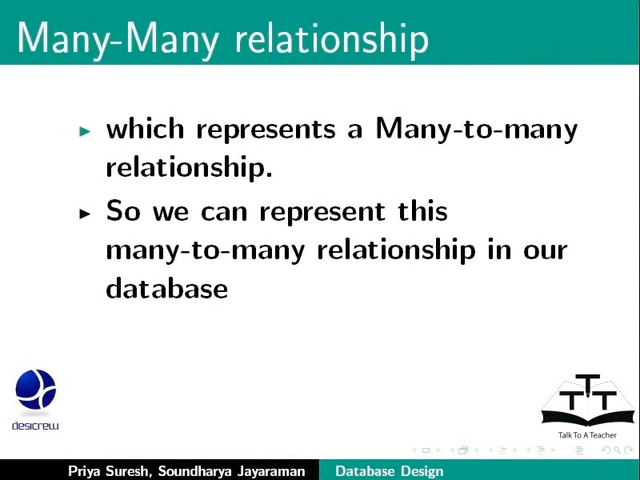 Many-Many relationship
which represents a Many-to-many
relationship.
So we can represent this
many-to-many relationship in our
database
desicrew
TTT
Talk To A Teacher
Priya Suresh, Soundharya Jayaraman
Database Design